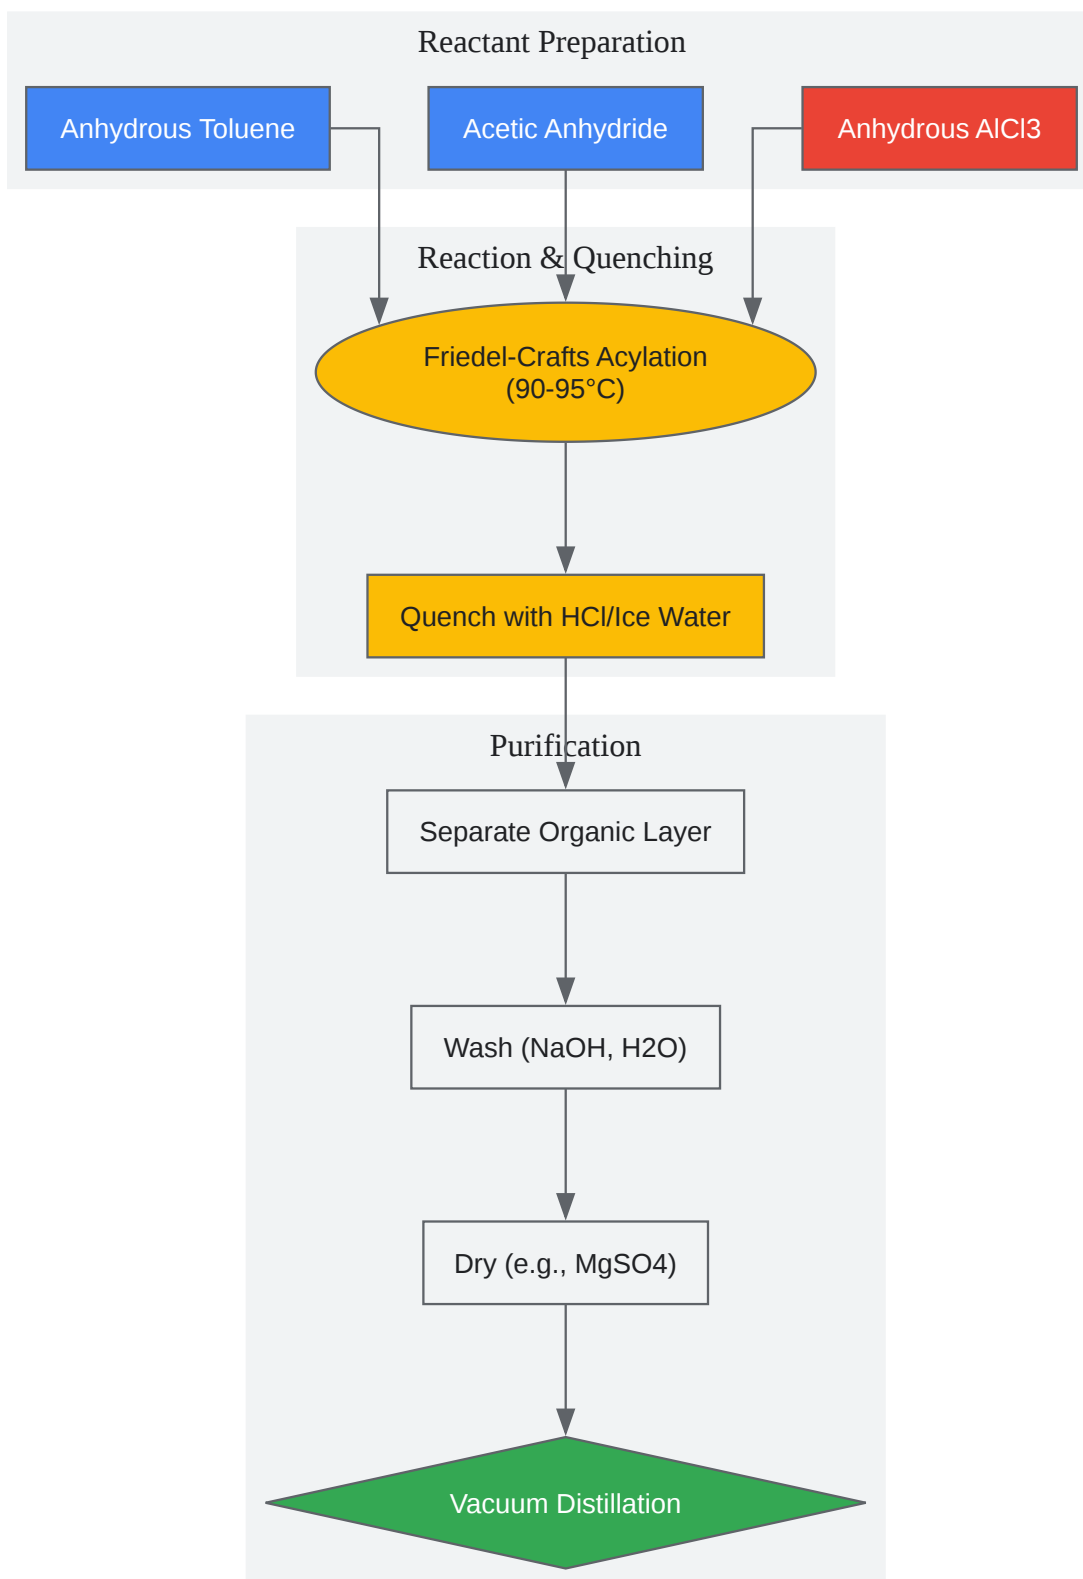 Reactant Preparation
Anhydrous Toluene
Acetic Anhydride
Anhydrous AlCl3
Reaction & Quenching
Friedel-Crafts Acylation
(90-95°C)
Quench with HCl/Ice Water
Purification
Separate Organic Layer
Wash (NaOH, H2O)
Dry (e.g., MgSO4)
Vacuum Distillation